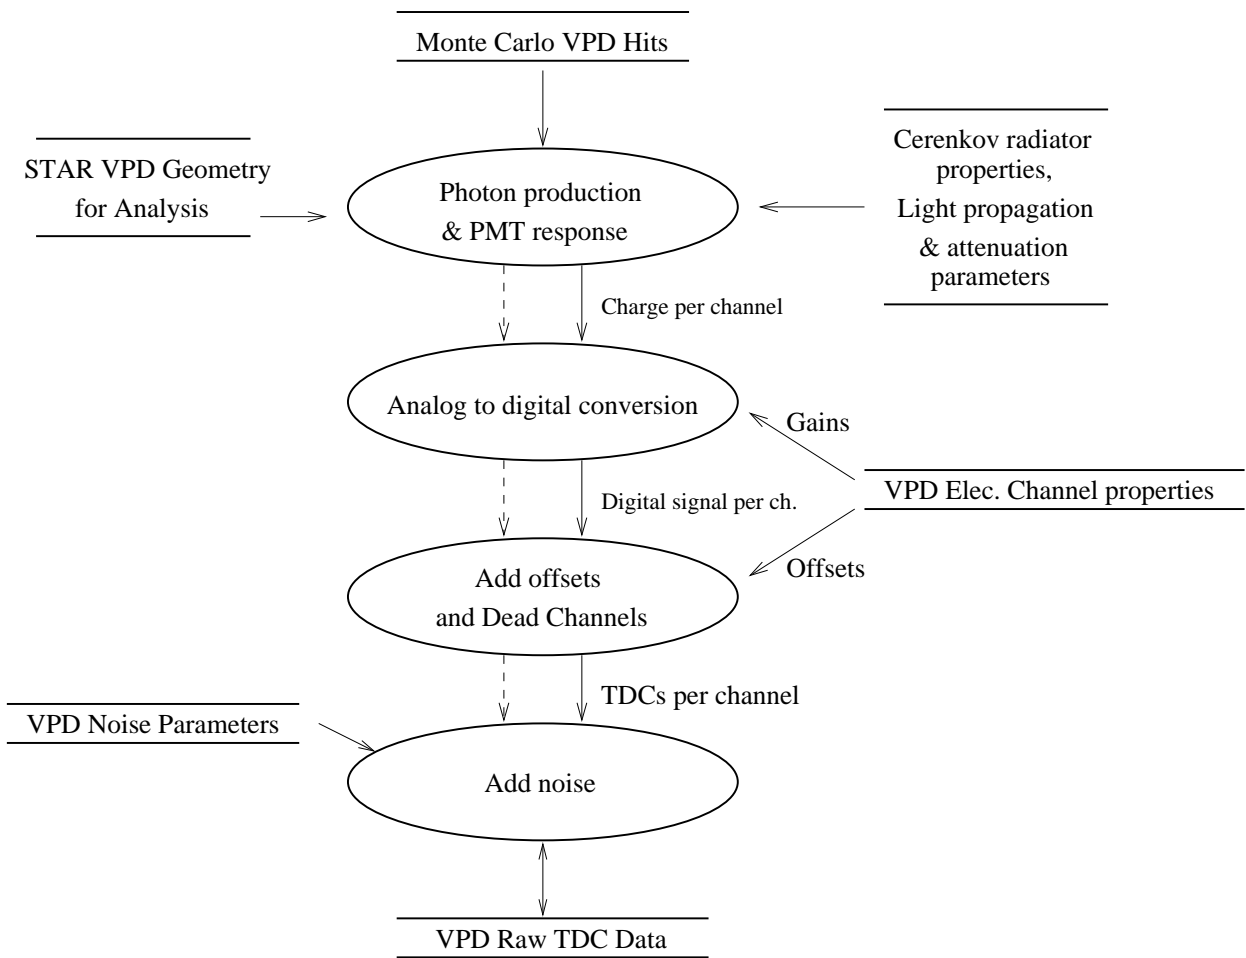 Monte Carlo VPD Hits
STAR VPD Geometry
for Analysis
Photon production
& PMT response
Cerenkov radiator
properties,
Light propagation
& attenuation
parameters
Charge per channel
Analog to digital conversion
Gains
VPD Elec. Channel properties
Digital signal per ch.
Offsets
Add offsets
and Dead Channels
TDCs per channel
VPD Noise Parameters
Add noise
VPD Raw TDC Data